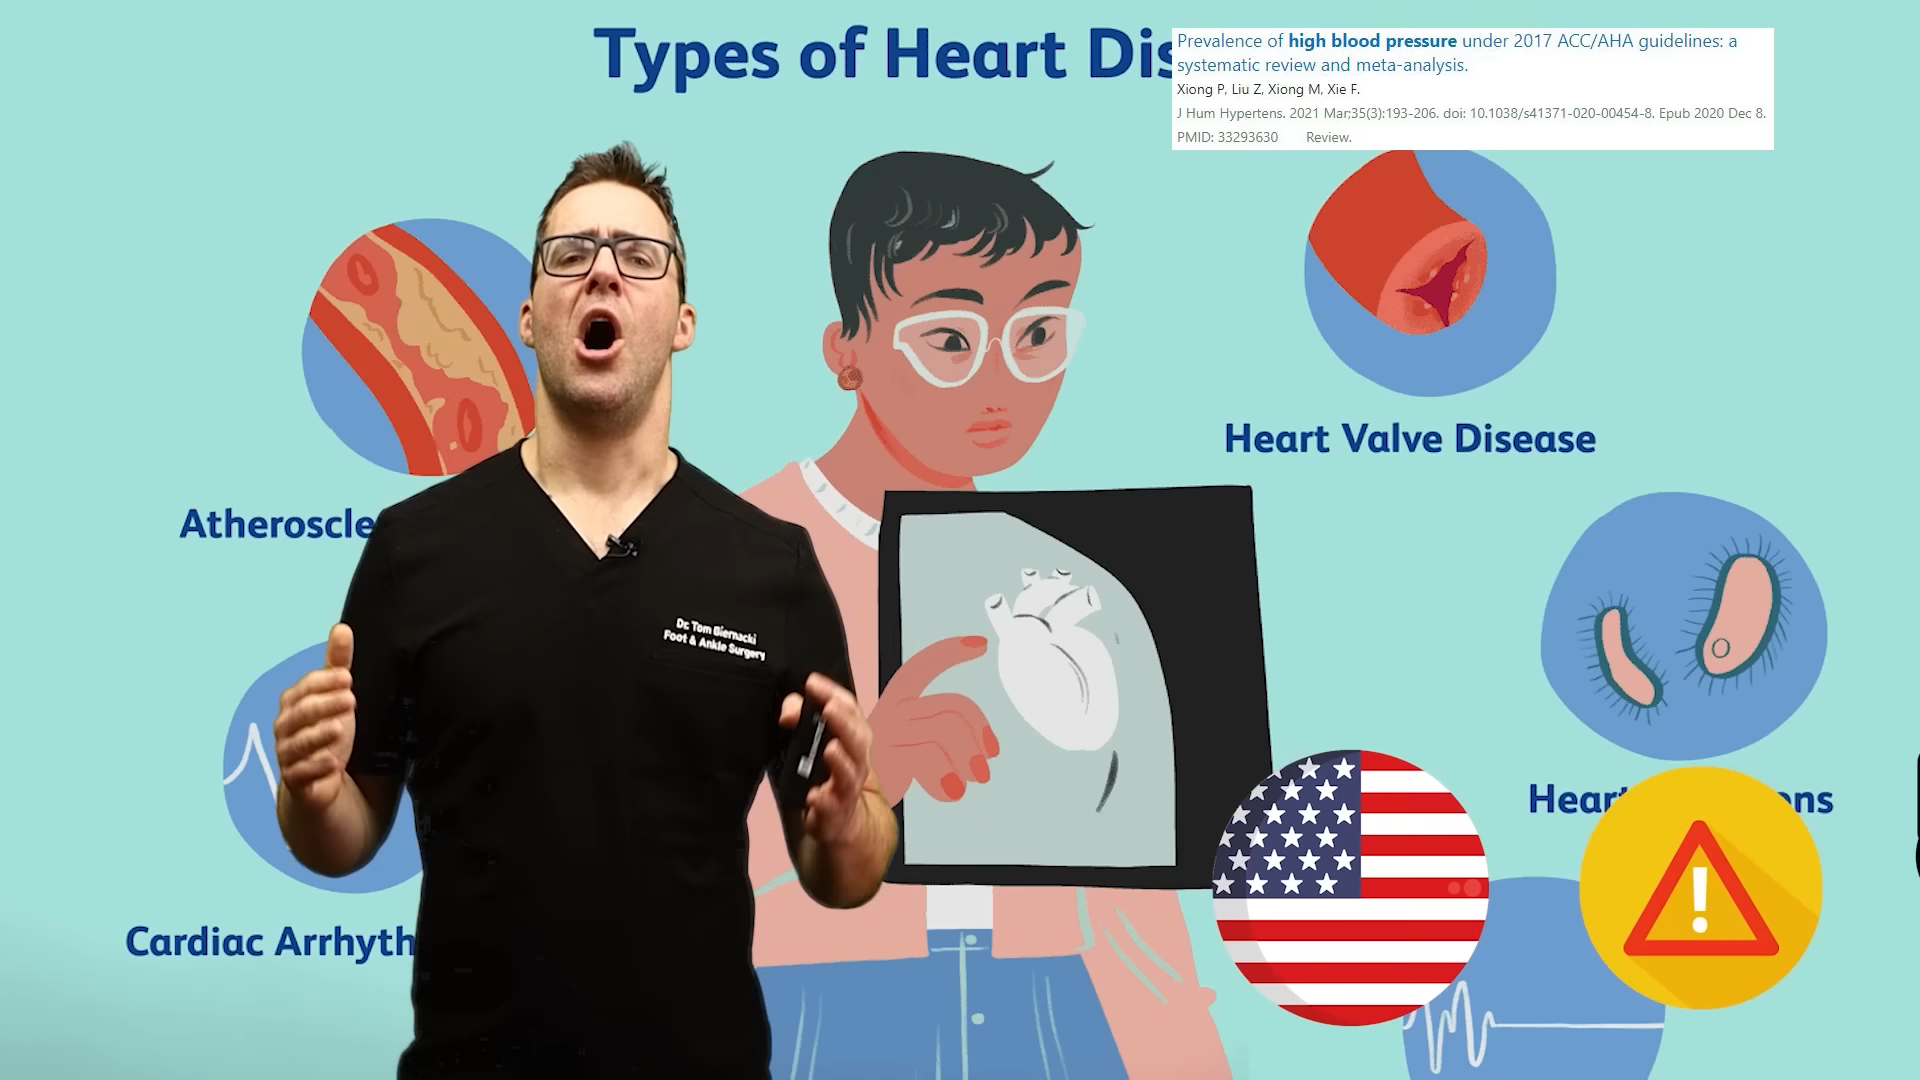 Types of Heart Dis
Prevalence of high blood pressure under 2017 ACC/AHA guidelines: a
systematic review and meta-analysis.
Xiong P, Liu Z, Xiong M, Xie F.
J Hum Hypertens. 2021 Mar;35(3):193-206. doi: 10.1038/s41371-020-00454-8. Epub 2020 Dec 8.
PMID: 33293630 Review.
Heart Valve Disease
Atheroscle
Dr. Tom Biernacki
Foot & Ankle Surgery
Hear ns
Cardiac Arrhyth